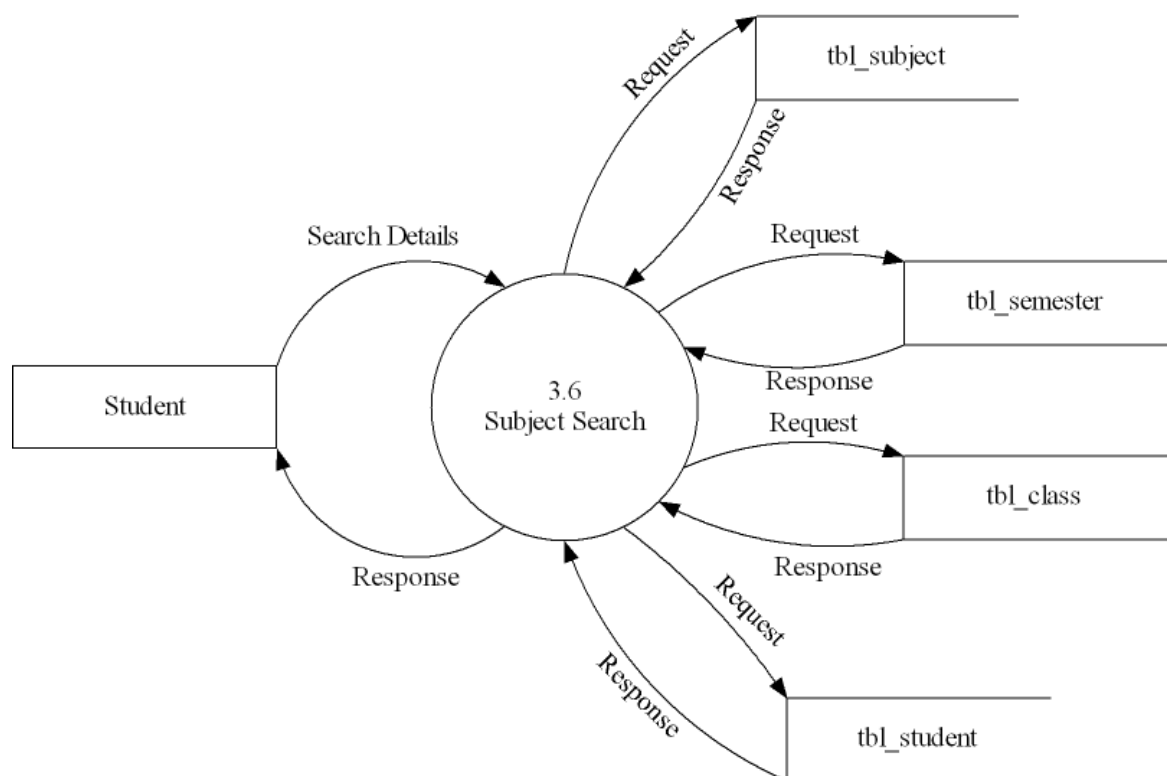 Request
tbl_subject
Response
Search Details
Request
tbl_semester
Response
Student
3.6
Subject Search
Request
tbl_class
Response
Response
Request
Response
tbl_student